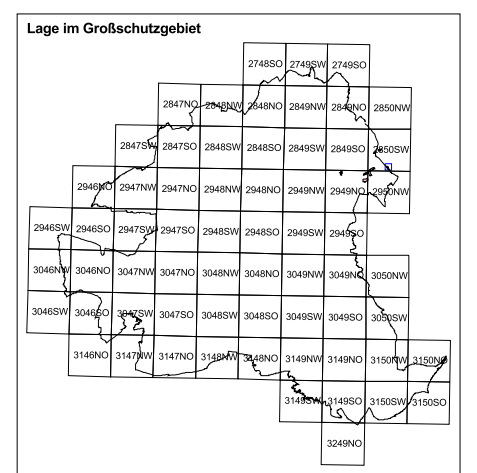 Lage im Großschutzgebiet
2748SO 2749SW 2749SO
2847NO 2848NW 2848NO 2849NW 2849NO 2850NW
2847SW 2847SO 2848SW 2848SO 2849SW 2849SO 2850SW
2946NO 2947NW 2947NO 2948NW 2948NO 2949NW 2949NO 2950NW
2946SW 2946SO 2947SW 2947SO 2948SW 2948SO 2949SW 2949SO
3046NW 3046NO 3047NW 3047NO 3048NW 3048NO 3049NW 3049NO 3050NW
3046SW 3046SO 3047SW 3047SO 3048SW 3048SO 3049SW 3049SO 3050SW
3146NO 3147NW 3147NO 3148NW 3148NO 3149NW 3149NO 3150NW 3150NO
3149SW 3149SO 3150SW 3150SO
3249NO